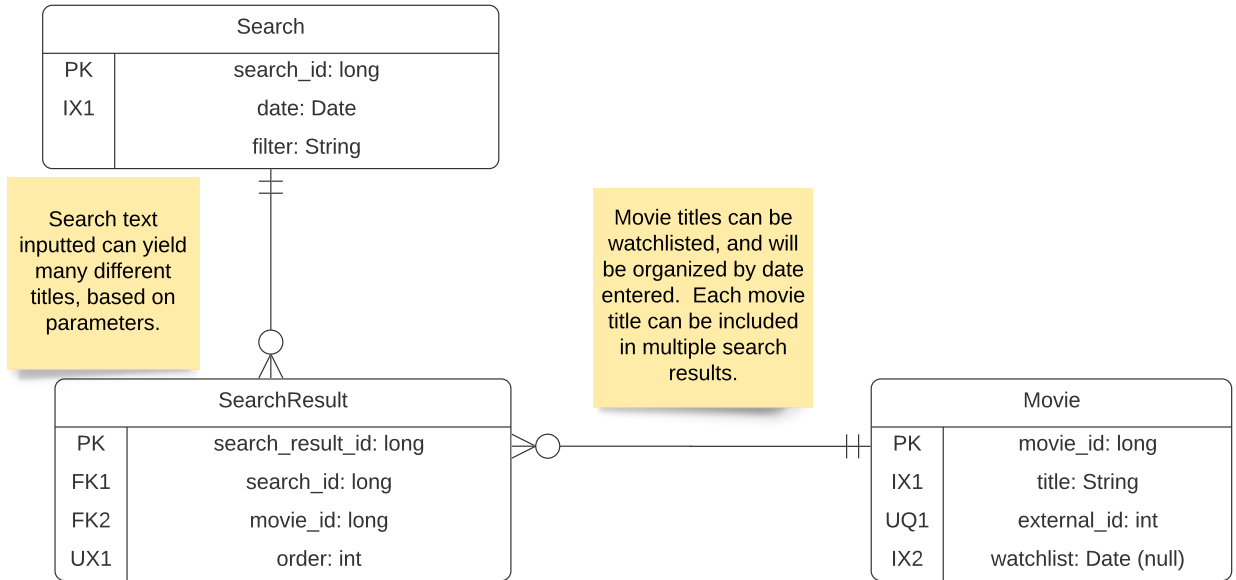 Search
PK search_id: long
IX1 date: Date
filter: String
Search text
inputted can yield
many different
titles, based on
parameters.
Movie titles can be
watchlisted, and will
be organized by date
entered.  Each movie
title can be included
in multiple search
results.
SearchResult
PK search_result_id: long
FK1 search_id: long
FK2 movie_id: long
UX1 order: int
Movie
PK movie_id: long
IX1 title: String
UQ1 external_id: int
IX2 watchlist: Date (null)